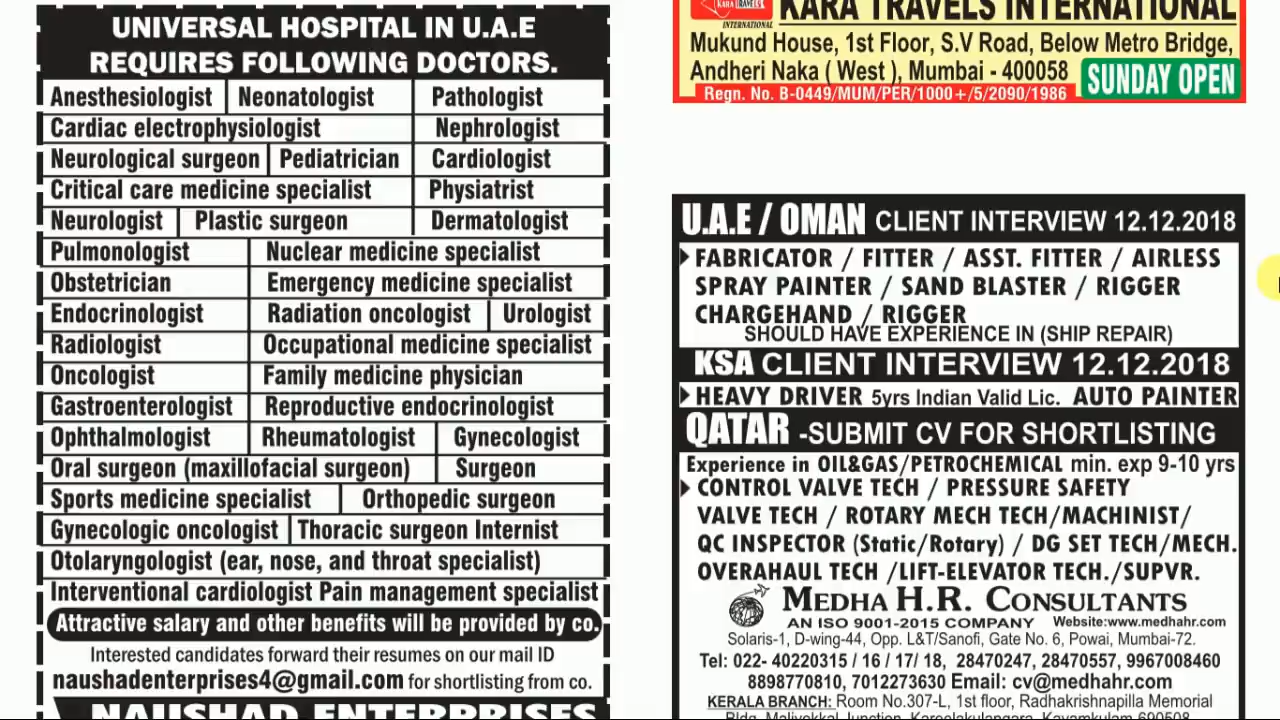 UNIVERSAL HOSPITAL IN U.A.E
REQUIRES FOLLOWING DOCTORS.
Anesthesiologist Neonatologist Pathologist
Cardiac electrophysiologist Nephrologist
Neurological surgeon Pediatrician Cardiologist
Critical care medicine specialist Physiatrist
Neurologist Plastic surgeon Dermatologist
Pulmonologist Nuclear medicine specialist
Obstetrician Emergency medicine specialist
Endocrinologist Radiation oncologist Urologist
Radiologist Occupational medicine specialist
Oncologist Family medicine physician
Gastroenterologist Reproductive endocrinologist
Ophthalmologist Rheumatologist Gynecologist
Oral surgeon (maxillofacial surgeon) Surgeon
Sports medicine specialist Orthopedic surgeon
Gynecologic oncologist Thoracic surgeon Internist
Otolaryngologist (ear, nose, and throat specialist)
Interventional cardiologist Pain management specialist
Attractive salary and other benefits will be provided by co.
Interested candidates forward their resumes on our mail ID
naushadenterprises4@gmail.com for shortlisting from co.
NAUSHAD ENTERPRISES
KARA TRAVELS
INTERNATIONAL
KARA TRAVELS INTERNATIONAL
Mukund House, 1st Floor, S.V Road, Below Metro Bridge,
Andheri Naka ( West ), Mumbai - 400058
SUNDAY OPEN
Regn. No. B-0449/MUM/PER/1000+/5/2090/1986
U.A.E / OMAN CLIENT INTERVIEW 12.12.2018
FABRICATOR / FITTER / ASST. FITTER / AIRLESS
SPRAY PAINTER / SAND BLASTER / RIGGER
CHARGEHAND / RIGGER
SHOULD HAVE EXPERIENCE IN (SHIP REPAIR)
KSA CLIENT INTERVIEW 12.12.2018
HEAVY DRIVER 5yrs Indian Valid Lic. AUTO PAINTER
QATAR -SUBMIT CV FOR SHORTLISTING
Experience in OIL&GAS/PETROCHEMICAL min. exp 9-10 yrs
CONTROL VALVE TECH / PRESSURE SAFETY
VALVE TECH / ROTARY MECH TECH/MACHINIST/
QC INSPECTOR (Static/Rotary) / DG SET TECH/MECH.
OVERAHAUL TECH /LIFT-ELEVATOR TECH./SUPVR.
MEDHA H.R. CONSULTANTS
AN ISO 9001-2015 COMPANY Website:www.medhahr.com
Solaris-1, D-wing-44, Opp. L&T/Sanofi, Gate No. 6, Powai, Mumbai-72.
Tel: 022- 40220315 / 16 / 17/ 18, 28470247, 28470557, 9967008460
8898770810, 7012273630 Email: cv@medhahr.com
KERALA BRANCH: Room No.307-L, 1st floor, Radhakrishnapilla Memorial
Bldg, Malivekkal Junction, Kareelakulangara, Kayamkulam 690508